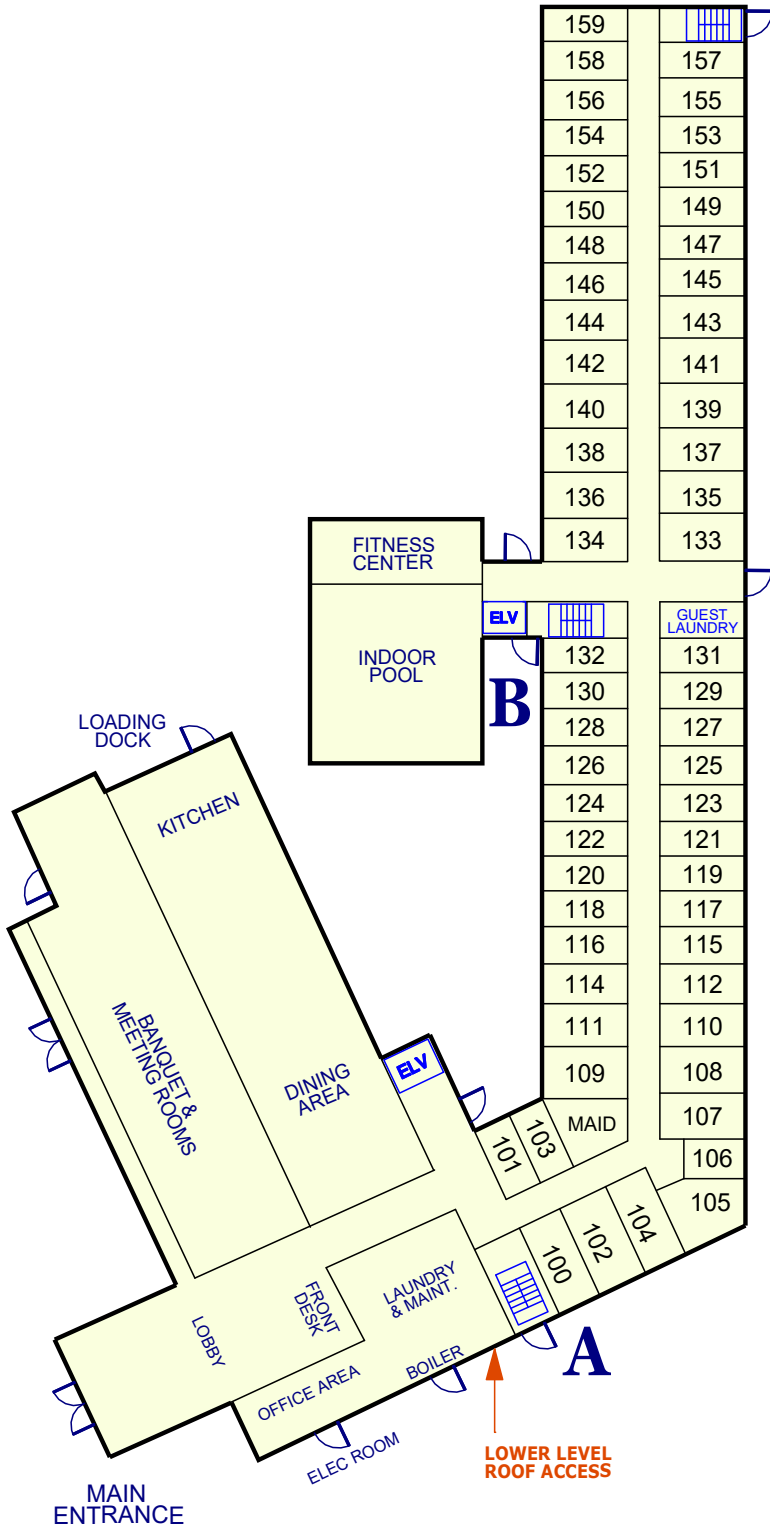 159
158
157
156
155
154
153
152
151
150
149
148
147
146
145
144
143
142
141
140
139
138
137
136
135
134
133
FITNESS
CENTER
ELV
GUEST
LAUNDRY
INDOOR
POOL
132
131
130
129
B
128
127
LOADING
DOCK
126
125
KITCHEN
124
123
122
121
120
119
118
117
116
115
114
112
111
110
BANQUET &
MEETING ROOMS
DINING
AREA
ELV
109
108
MAID
107
101
103
106
105
104
102
100
LAUNDRY
& MAINT.
FRONT
DESK
LOBBY
BOILER
OFFICE AREA
A
ELEC ROOM
LOWER LEVEL
ROOF ACCESS
MAIN
ENTRANCE